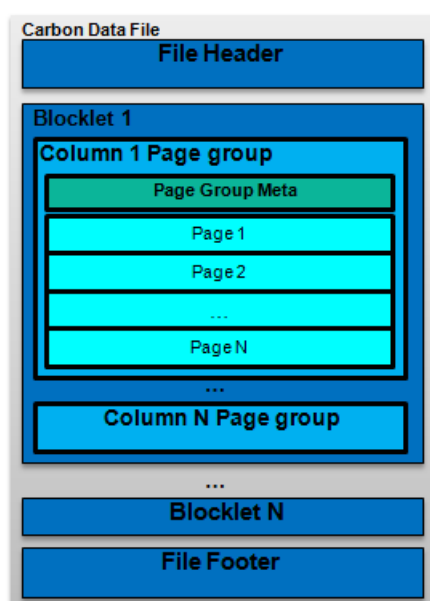 Carbon Data File
File Header
Blocklet 1
Column 1 Page group
Page Group Meta
Page 1
Page 2
...
Page N
...
Column N Page group
...
Blocklet N
File Footer